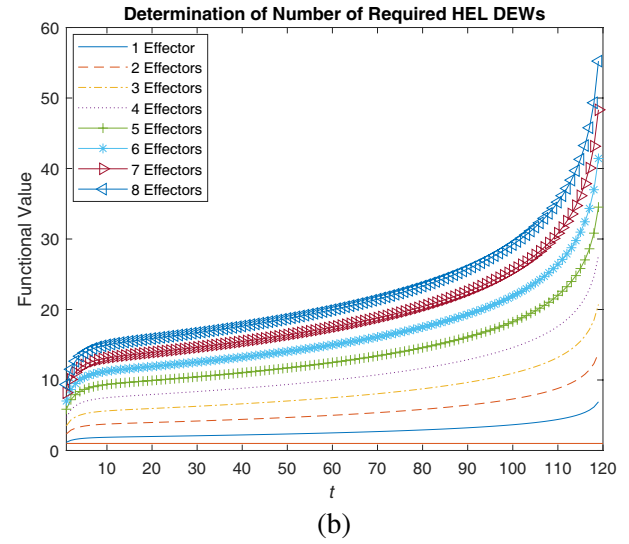 Determination of Number of Required HEL DEWs
60
50
40
30
20
10
0
Functional Value
1 Effector
2 Effectors
3 Effectors
4 Effectors
5 Effectors
6 Effectors
7 Effectors
8 Effectors
10 20 30 40 50 60 70 80 90 100 110 120
t
(b)